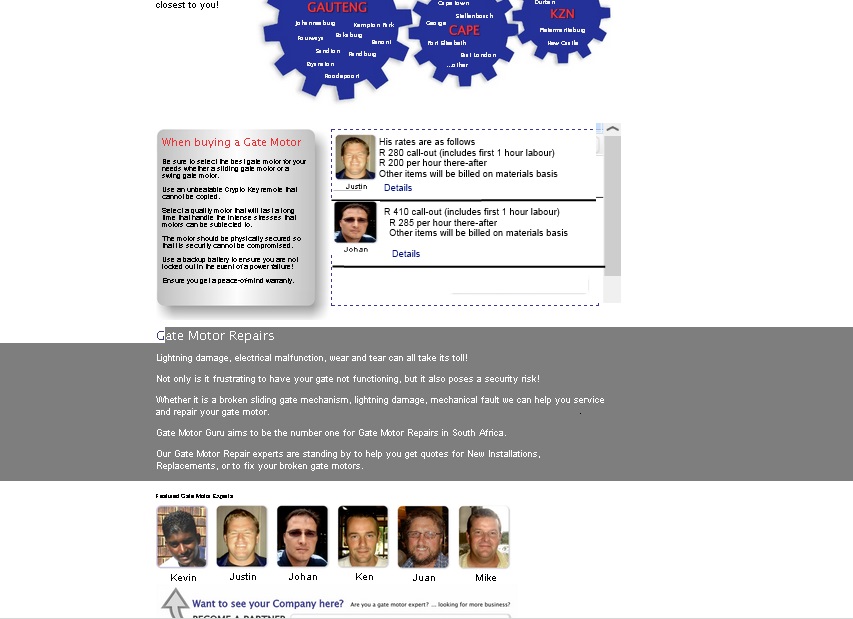 closest to you!
GAUTENG
Johannesburg
Kempton Park
Fourways
Boksburg
Benoni
Sandton
Randburg
Bryanston
Roodepoort
Cape town
Stellenbosch
George
CAPE
Port Elizabeth
East London
...other
Durban
KZN
Pietermaritzburg
New Castle
When buying a Gate Motor
Be sure to select the best gate motor for your
needs whether a sliding gate motor or a
swing gate motor.
Use an unbeatable Crypto Key remote that
cannot be copied.
Select a quality motor that will last a long
time that handle the intense stresses that
motors can be subjected to.
The motor should be physically secured so
that is security cannot be compromised.
Use a backup battery to ensure you are not
locked out in the event of a power failure!
Ensure you get a peace-of-mind warranty.
His rates are as follows
R 280 call-out (includes first 1 hour labour)
R 200 per hour there-after
Other items will be billed on materials basis
Justin
Details
R 410 call-out (includes first 1 hour labour)
R 285 per hour there-after
Other items will be billed on materials basis
Johan
Details
Gate Motor Repairs
Lightning damage, electrical malfunction, wear and tear can all take its toll!
Not only is it frustrating to have your gate not functioning, but it also poses a security risk!
Whether it is a broken sliding gate mechanism, lightning damage, mechanical fault we can help you service
and repair your gate motor.
Gate Motor Guru aims to be the number one for Gate Motor Repairs in South Africa.
Our Gate Motor Repair experts are standing by to help you get quotes for New Installations,
Replacements, or to fix your broken gate motors.
Featured Gate Motor Experts
Kevin
Justin
Johan
Ken
Juan
Mike
Want to see your Company here? Are you a gate motor expert? ... looking for more business?
BECOME A PARTNER